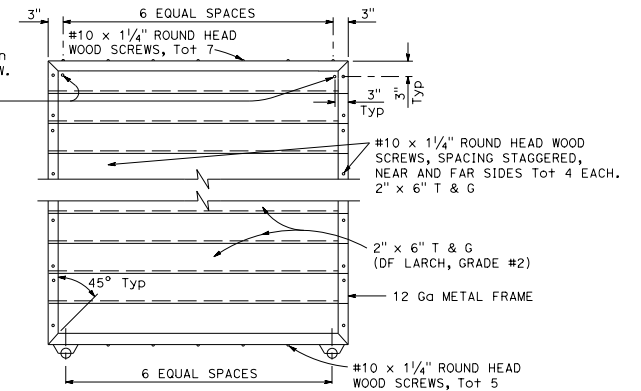 3"
6 EQUAL SPACES
3"
#10 x 1¼" ROUND HEAD
WOOD SCREWS, Tot 7
n
W.
3"
Typ
3"
Typ
#10 x 1¼" ROUND HEAD WOOD
SCREWS, SPACING STAGGERED,
NEAR AND FAR SIDES Tot 4 EACH.
2" x 6" T & G
2" x 6" T & G
(DF LARCH, GRADE #2)
45° Typ
12 Ga METAL FRAME
6 EQUAL SPACES
#10 x 1¼" ROUND HEAD
WOOD SCREWS, Tot 5